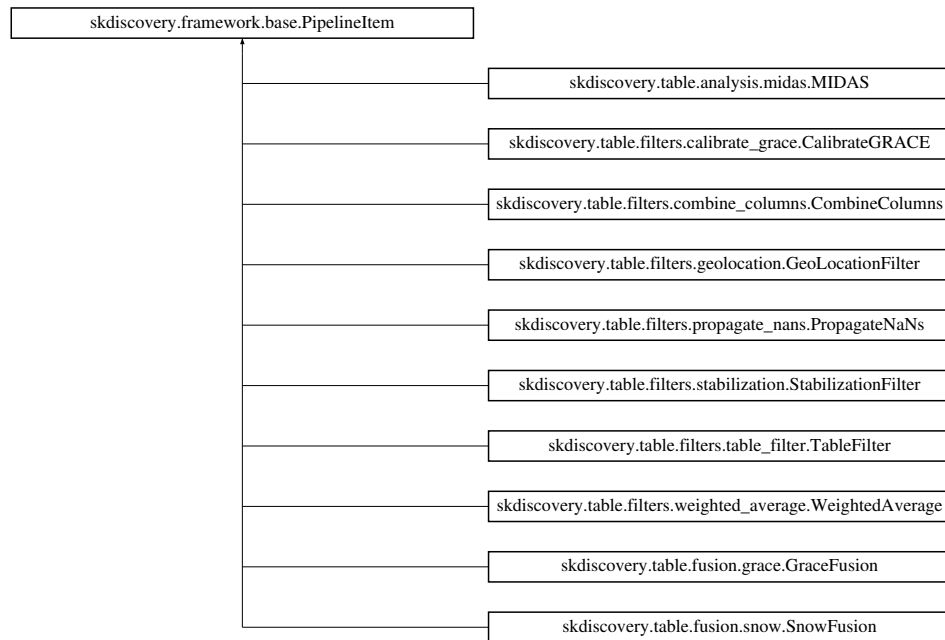 skdiscovery.framework.base.PipelineItem
skdiscovery.table.analysis.midas.MIDAS
skdiscovery.table.filters.calibrate_grace.CalibrateGRACE
skdiscovery.table.filters.combine_columns.CombineColumns
skdiscovery.table.filters.geolocation.GeoLocationFilter
skdiscovery.table.filters.propagate_nans.PropagateNaNs
skdiscovery.table.filters.stabilization.StabilizationFilter
skdiscovery.table.filters.table_filter.TableFilter
skdiscovery.table.filters.weighted_average.WeightedAverage
skdiscovery.table.fusion.grace.GraceFusion
skdiscovery.table.fusion.snow.SnowFusion